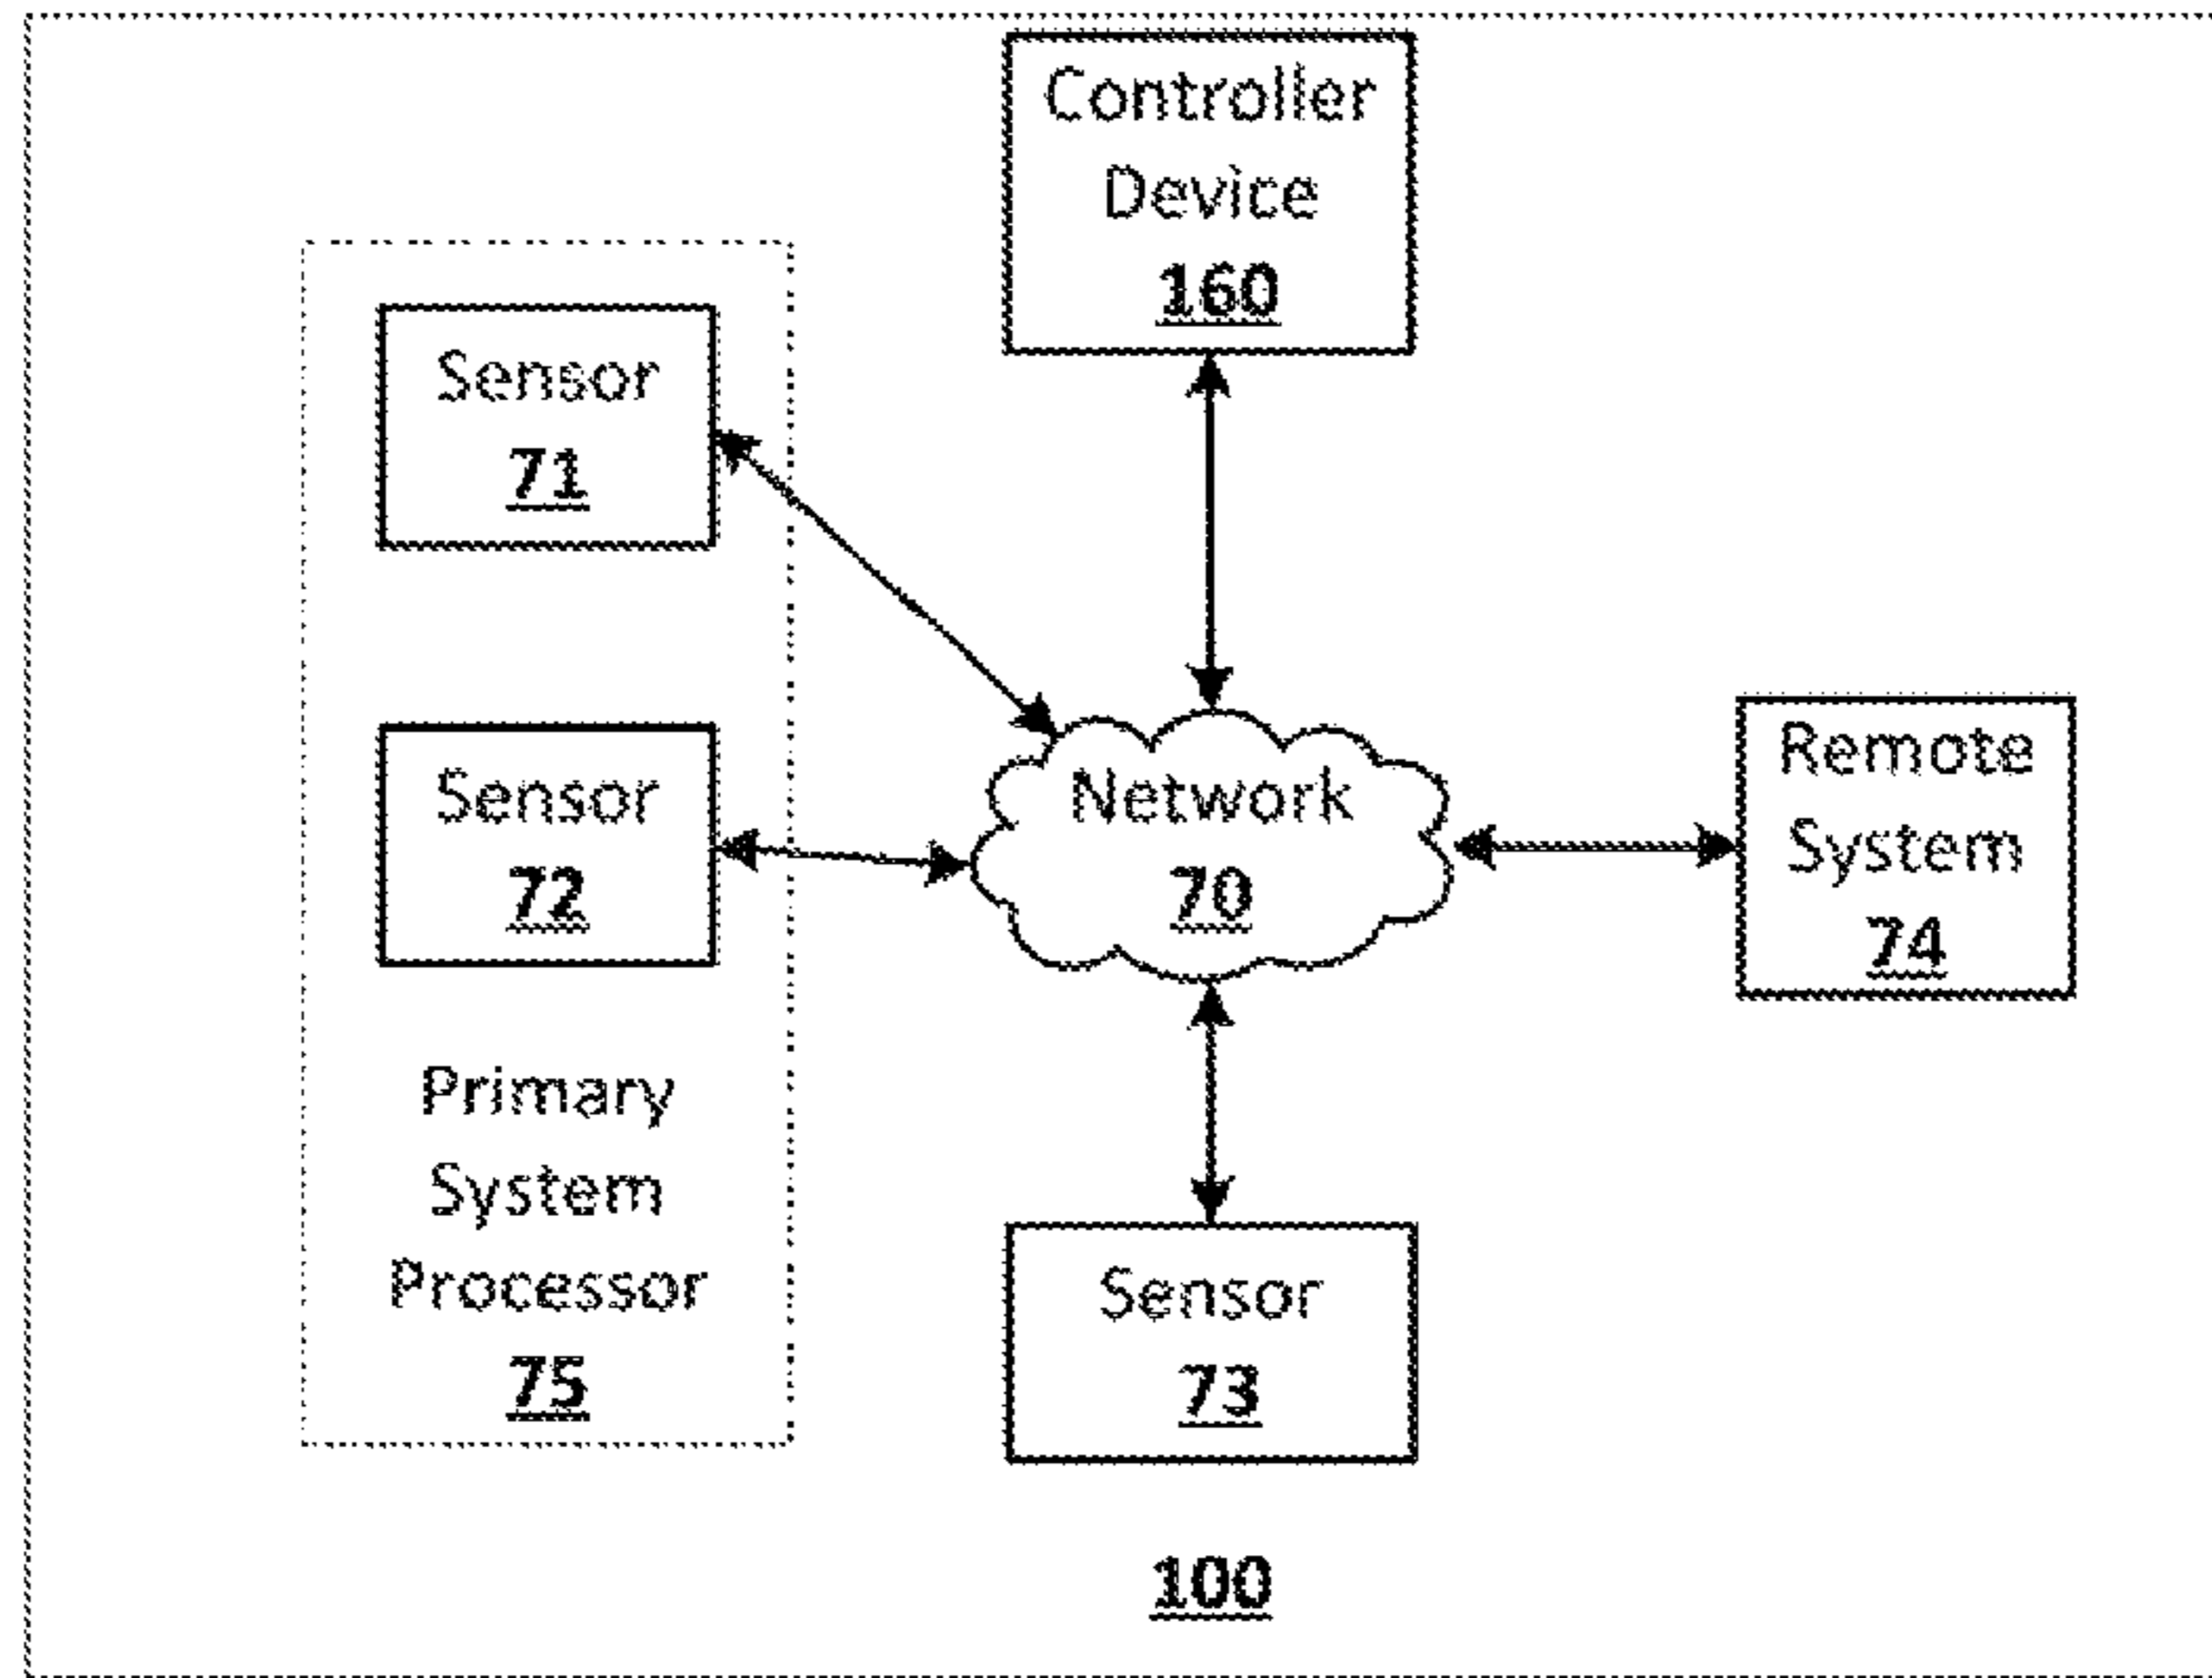 Controller
Device
160
Sensor
71
Sensor
72
Primary
System
Processor
75
Network
70
Remote
System
74
Sensor
73
100